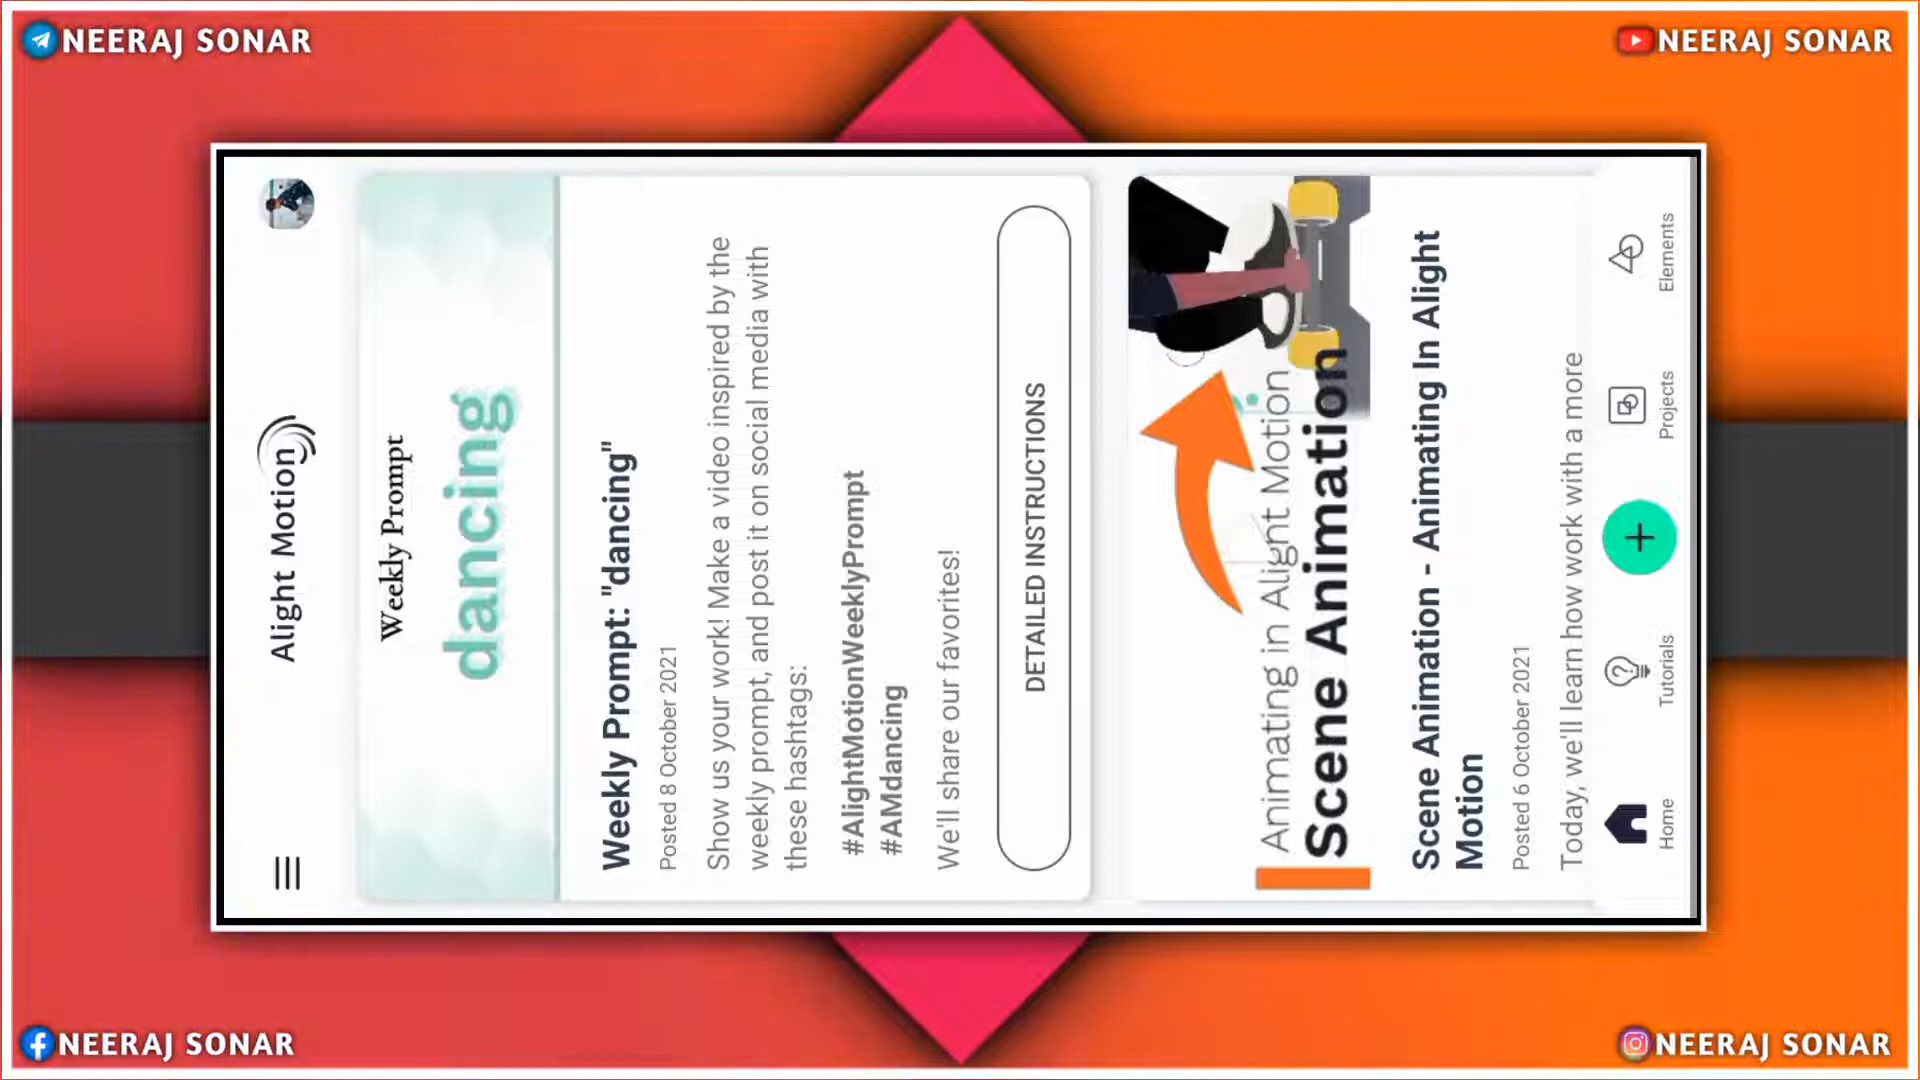 NEERAJ SONAR
NEERAJ SONAR
Alight Motion
Weekly Prompt
dancing
Weekly Prompt: "dancing"
Posted 8 October 2021
Show us your work! Make a video inspired by the
weekly prompt, and post it on social media with
these hashtags:
#AlightMotionWeeklyPrompt
#AMdancing
We'll share our favorites!
DETAILED INSTRUCTIONS
Animating in Alight Motion
Scene Animation
Scene Animation - Animating In Alight
Motion
Posted 6 October 2021
Today, we'll learn how work with a more
Home
Tutorials
Projects
Elements
NEERAJ SONAR
NEERAJ SONAR